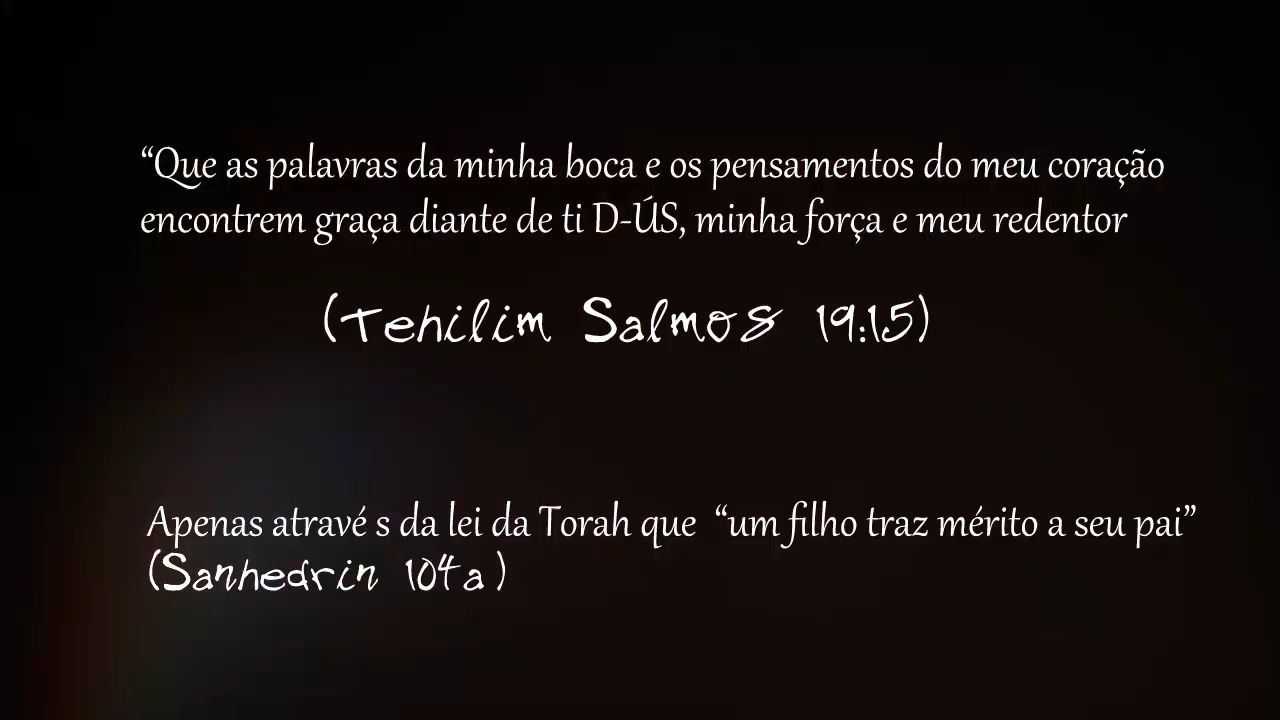 “Que as palavras da minha boca e os pensamentos do meu coração
encontrem graça diante de ti D-ÚS, minha força e meu redentor
(Tehilim Salmos 19:15)
Apenas atravé s da lei da Torah que “um filho traz mérito a seu pai”
(Sanhedrin 104a)